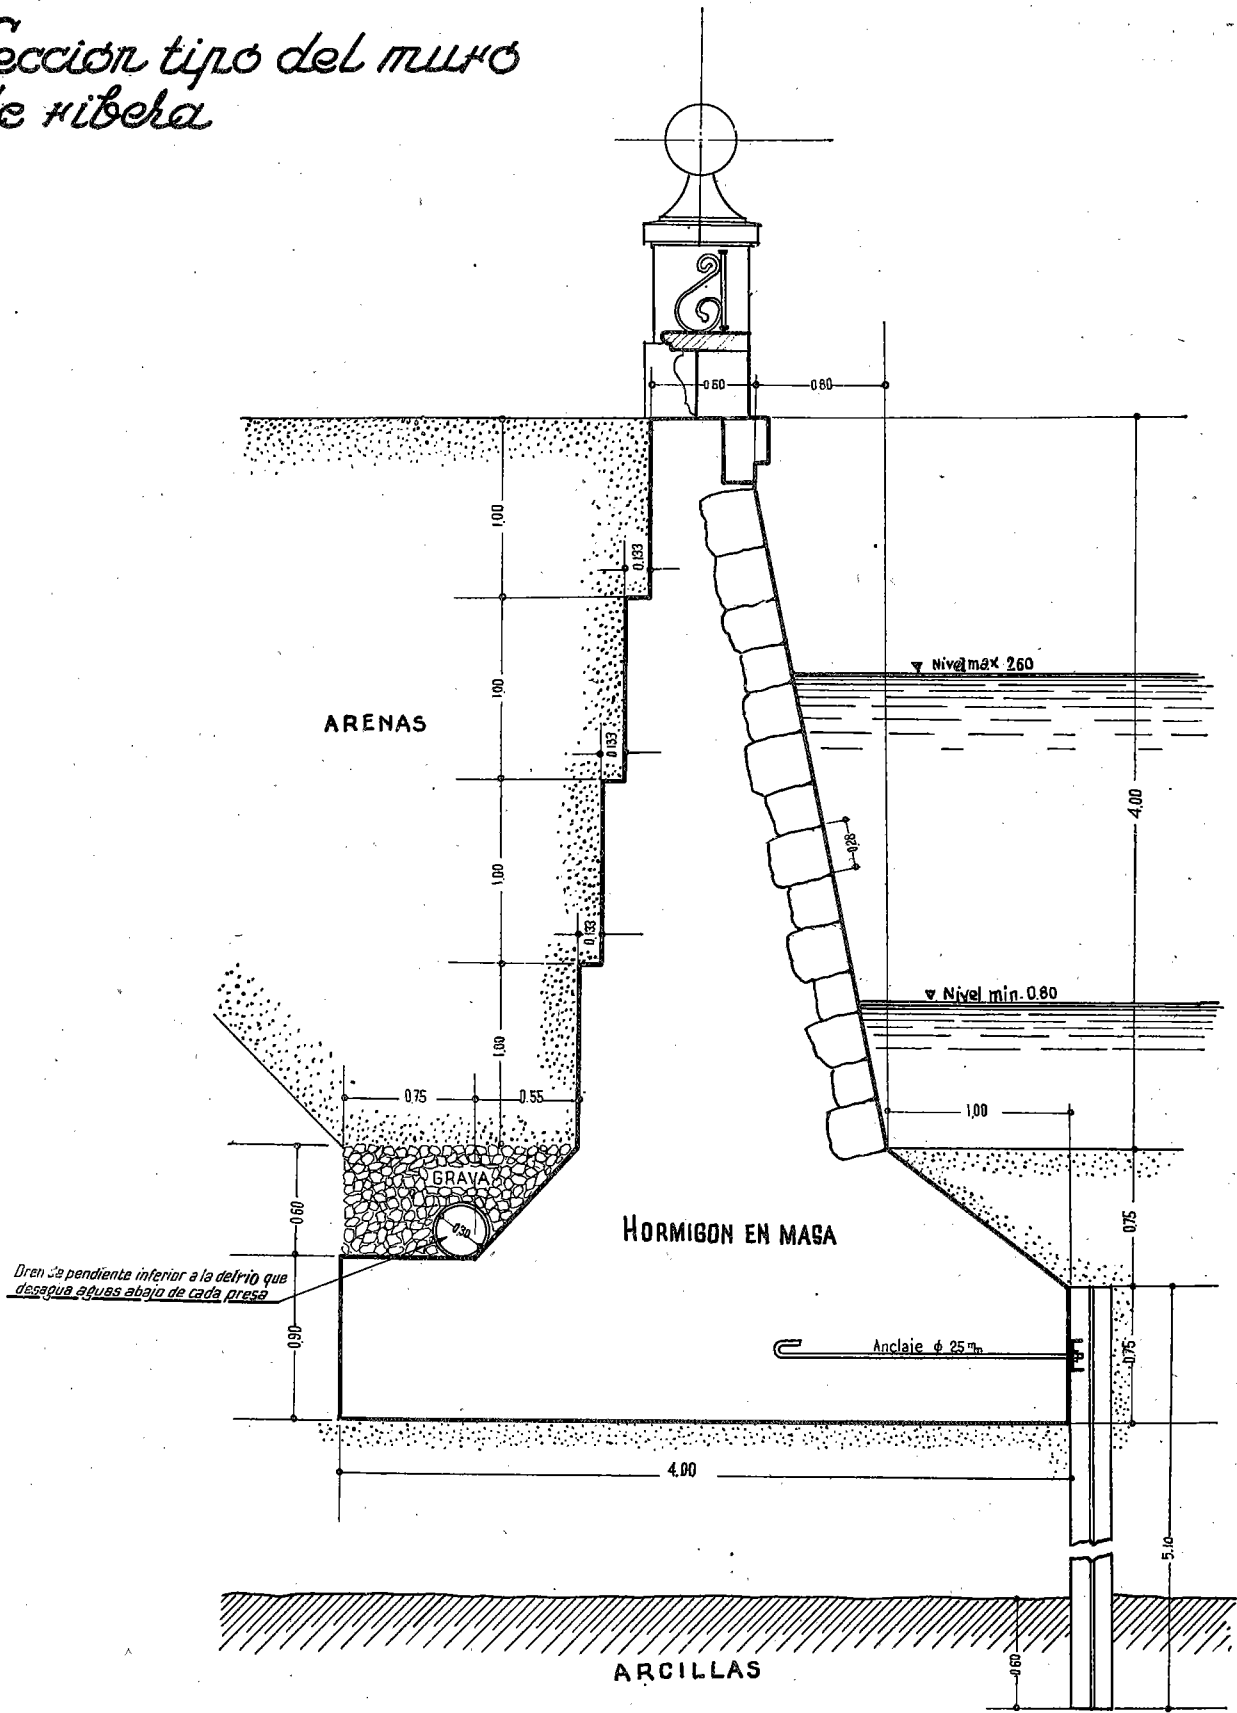 Sección tipo del muro
de ribera
0.60
0.80
1,00
0.133
Nivel max 2.60
ARENAS
1,00
0.133
4,00
0.28
1,00
0.133
Nivel min. 0.80
1,00
0.75
0.55
1,00
GRAVA
0.60
0.30
HORMIGON EN MASA
0.75
Dren de pendiente inferior a la del rio que
desagua aguas abajo de cada presa
0.90
Anclaje ϕ 25 m/m
0.75
4.00
5.10
0.60
ARCILLAS